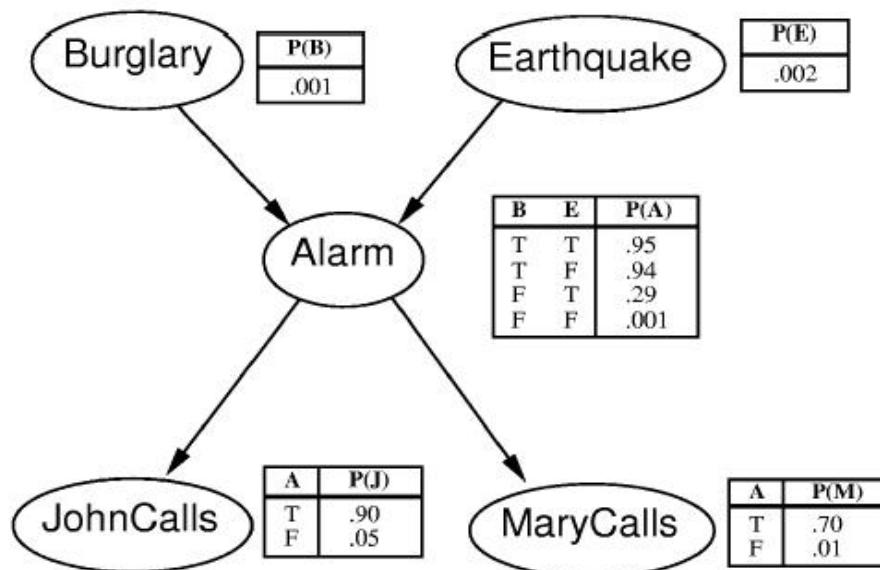 Burglary
P(B)
.001
Earthquake
P(E)
.002
Alarm
B E P(A)
T T .95
T F .94
F T .29
F F .001
JohnCalls
A P(J)
T .90
F .05
MaryCalls
A P(M)
T .70
F .01